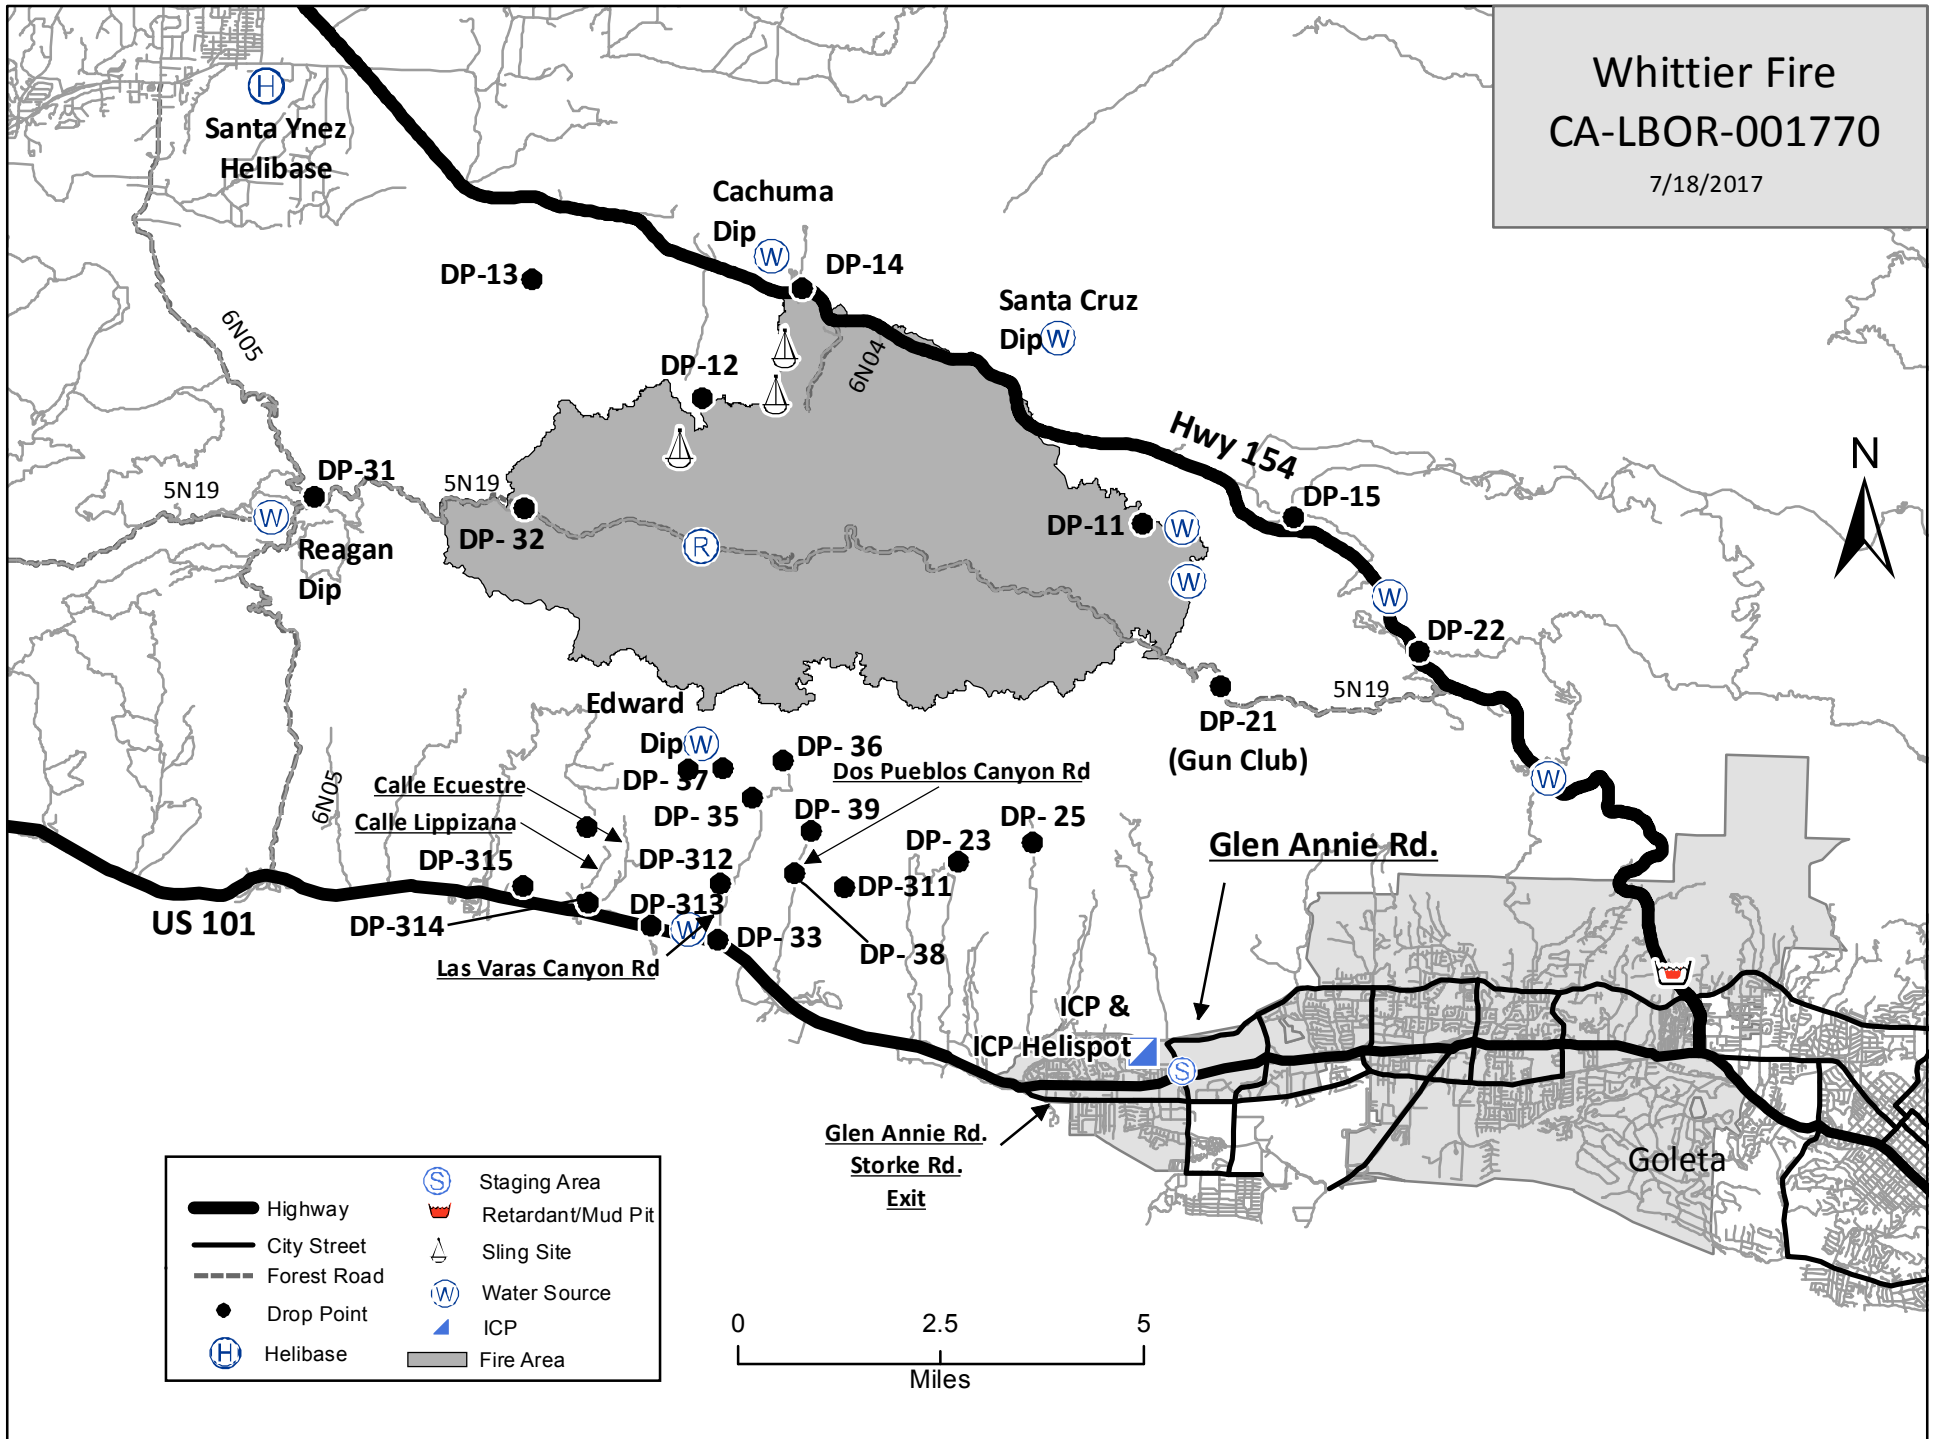 Whittier Fire
CA-LBOR-001770
7/18/2017
H
Santa Ynez
Helibase
Cachuma
Dip
W
DP-13
DP-14
Santa Cruz
Dip
W
6N05
6N04
DP-12
Hwy 154
N
DP-31
5N19
5N19
W
DP-15
DP-11
W
Reagan
Dip
DP- 32
R
W
W
DP-22
5N19
DP-21
(Gun Club)
Edward
Dip
W
DP- 36
DP- 37
Dos Pueblos Canyon Rd
W
Calle Ecuestre
6N05
Calle Lippizana
DP- 35
DP- 39
DP- 25
DP- 23
Glen Annie Rd.
DP-315
DP-312
DP-311
DP-313
US 101
DP-314
W
DP- 33
DP- 38
Las Varas Canyon Rd
ICP &
ICP Helispot
S
Glen Annie Rd.
Storke Rd.
Exit
Goleta
Highway
City Street
Forest Road
Drop Point
H
Helibase
S
Staging Area
Retardant/Mud Pit
Sling Site
W
Water Source
ICP
Fire Area
0
2.5
5
Miles